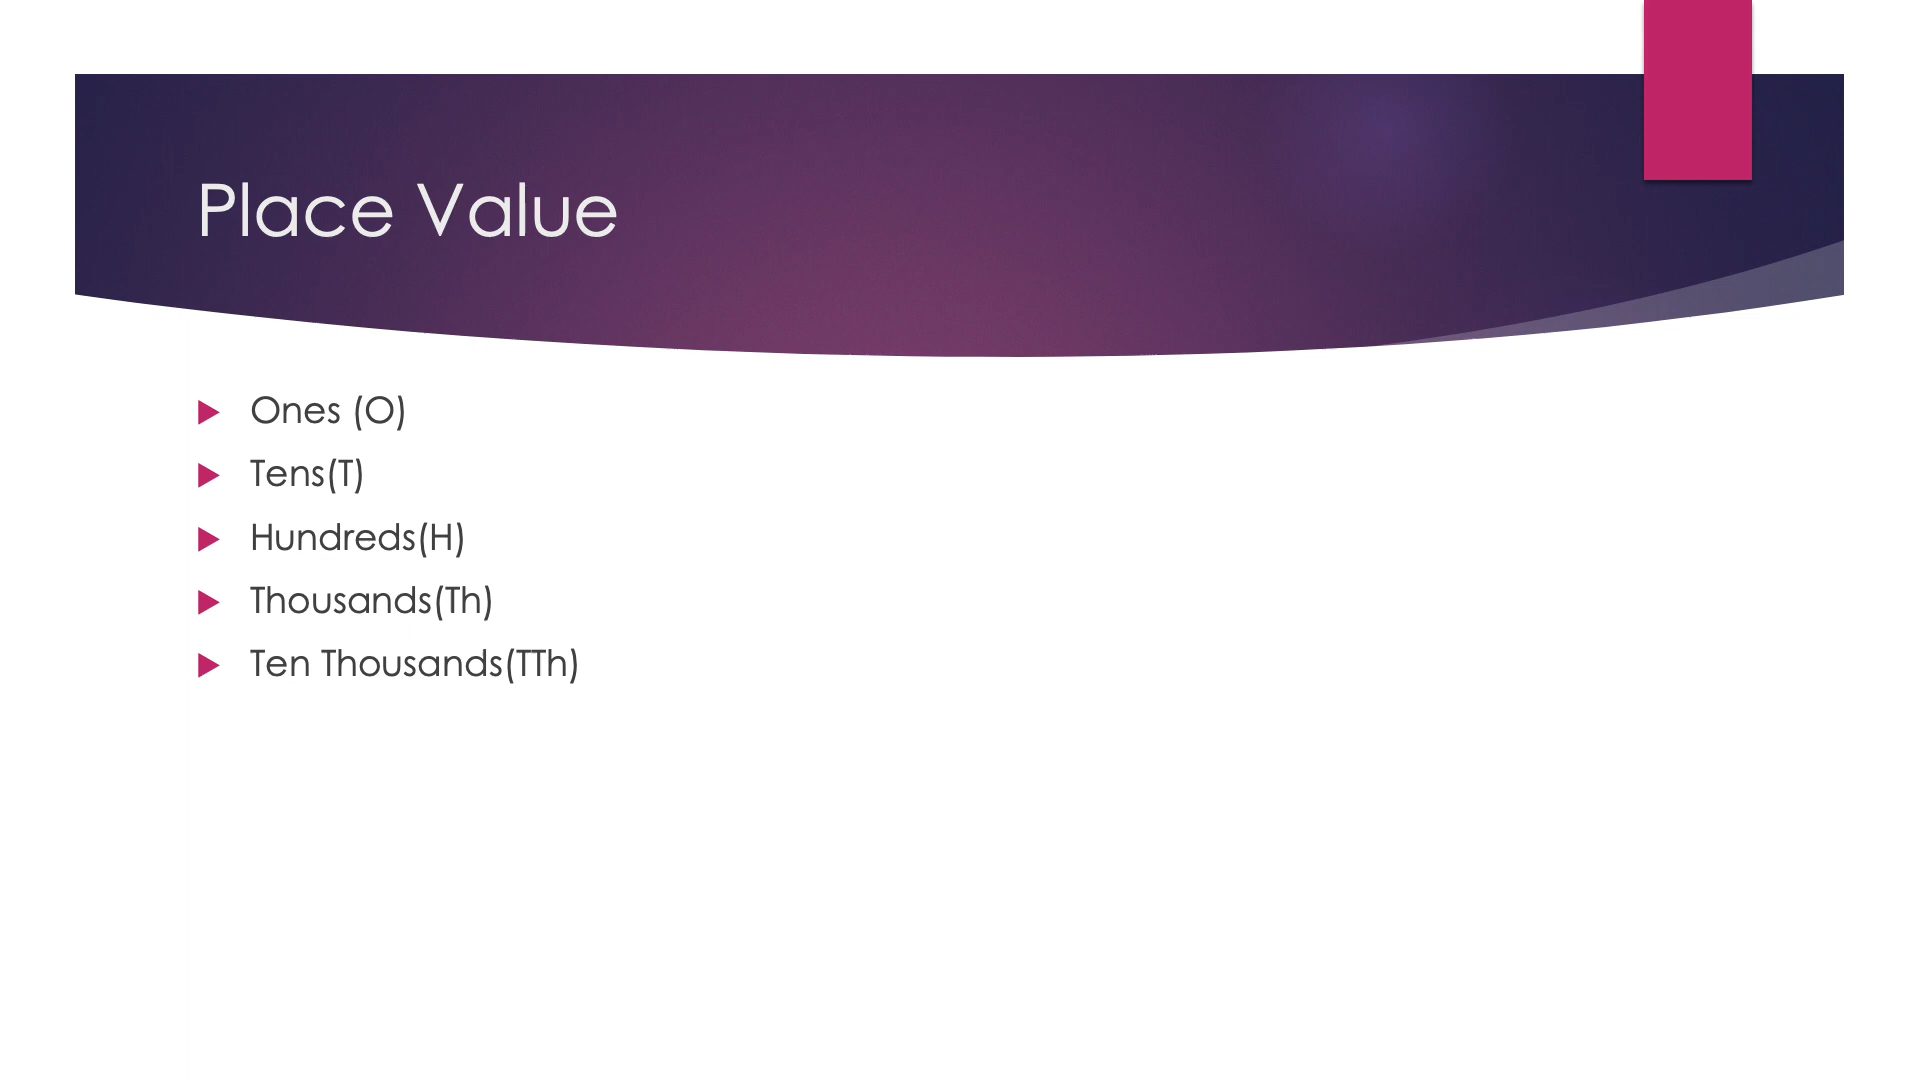 Place Value
Ones (O)
Tens(T)
Hundreds(H)
Thousands(Th)
Ten Thousands(TTh)